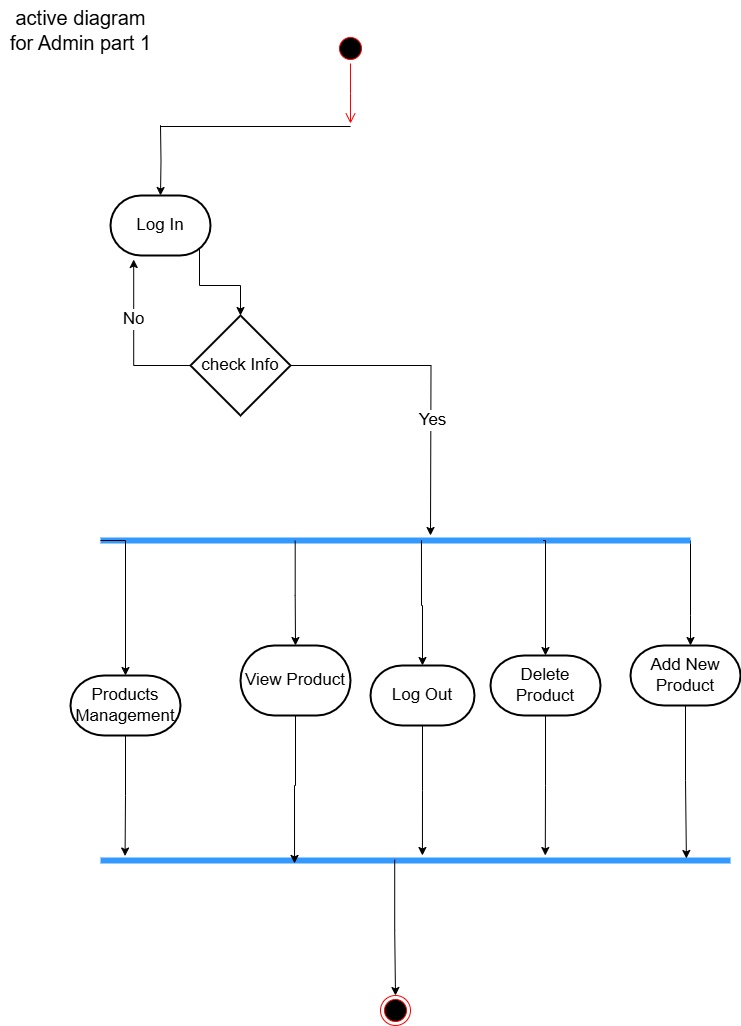 active diagram
for Admin part 1
Log In
No
check Info
Yes
Products
Management
View Product
Log Out
Delete
Product
Add New
Product